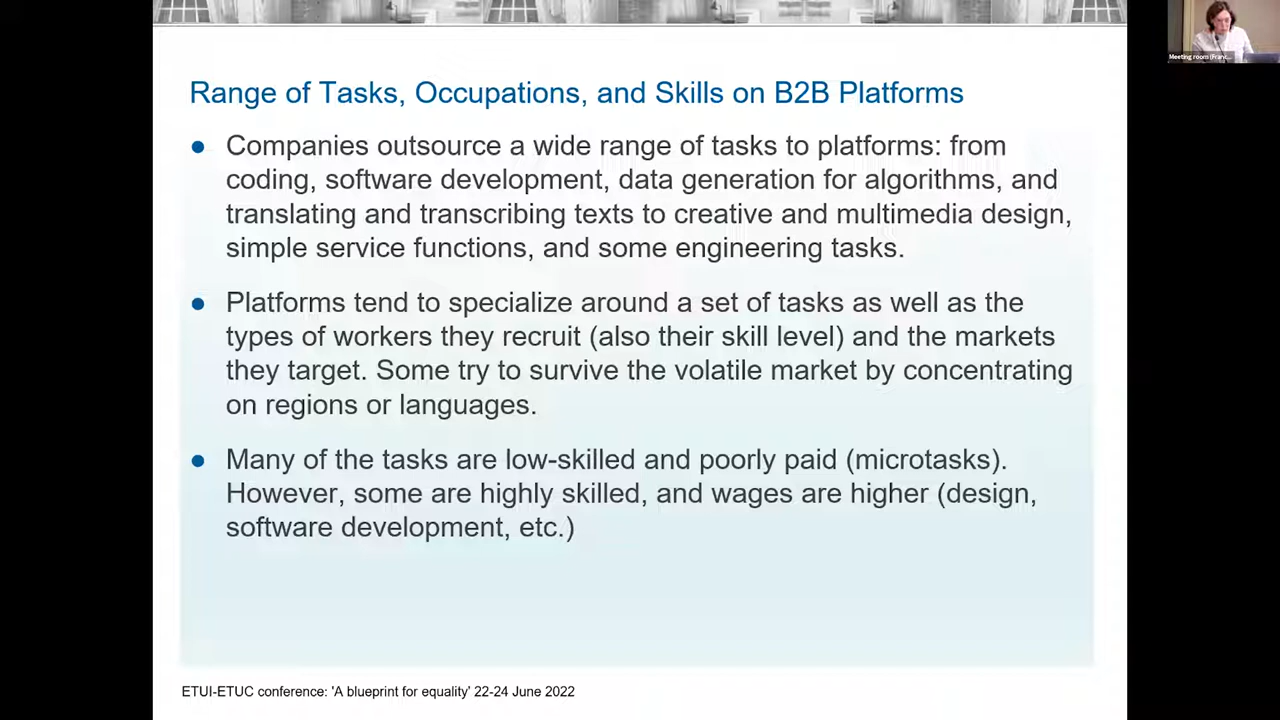 Range of Tasks, Occupations, and Skills on B2B Platforms
Companies outsource a wide range of tasks to platforms: from
coding, software development, data generation for algorithms, and
translating and transcribing texts to creative and multimedia design,
simple service functions, and some engineering tasks.
Platforms tend to specialize around a set of tasks as well as the
types of workers they recruit (also their skill level) and the markets
they target. Some try to survive the volatile market by concentrating
on regions or languages.
Many of the tasks are low-skilled and poorly paid (microtasks).
However, some are highly skilled, and wages are higher (design,
software development, etc.)
ETUI-ETUC conference: 'A blueprint for equality' 22-24 June 2022
Meeting room (Franc...